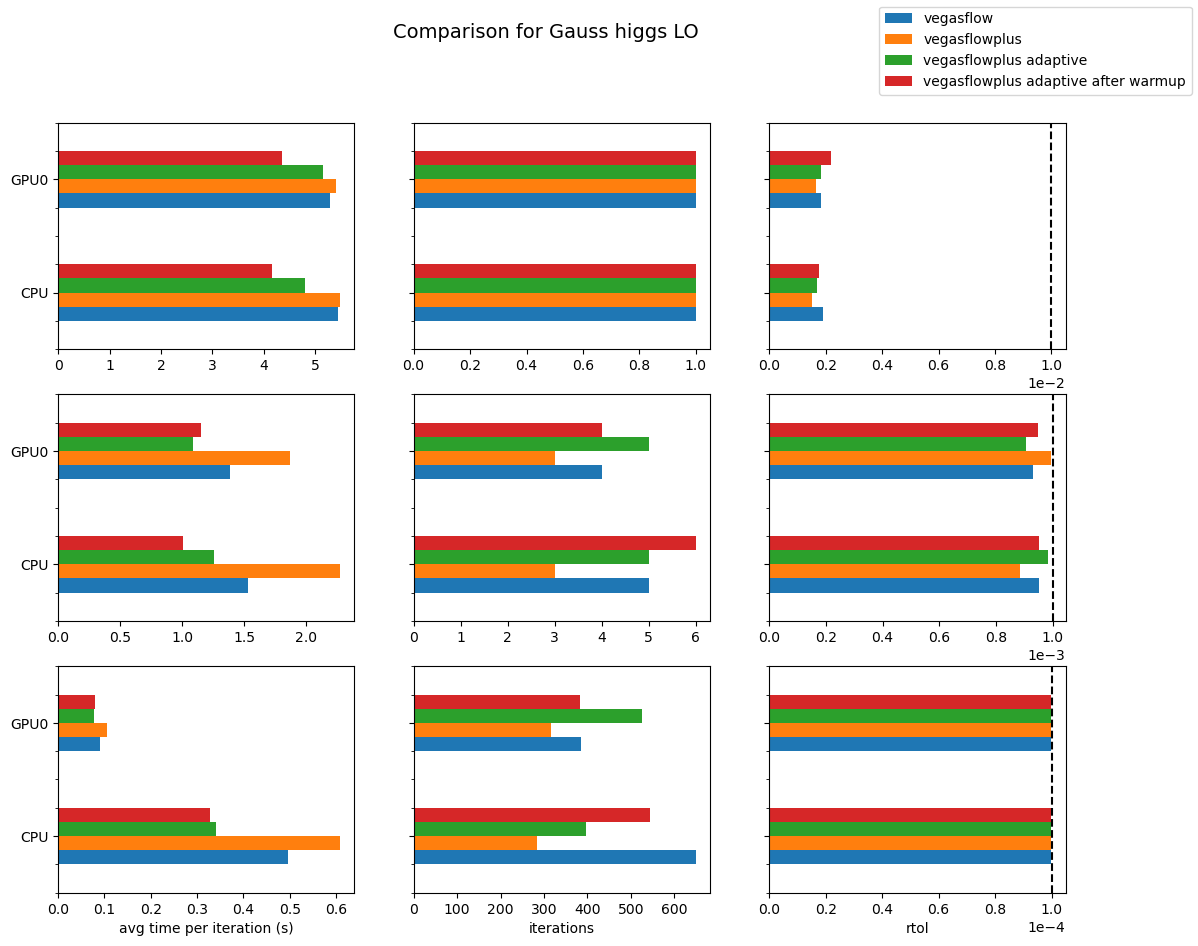 Comparison for Gauss higgs LO
vegasflow
vegasflowplus
vegasflowplus adaptive
vegasflowplus adaptive after warmup
GPU0
CPU
0 1 2 3 4 5
0.0 0.2 0.4 0.6 0.8 1.0
0.0 0.2 0.4 0.6 0.8 1.0
1e−2
GPU0
CPU
0.0 0.5 1.0 1.5 2.0
0 1 2 3 4 5 6
0.0 0.2 0.4 0.6 0.8 1.0
1e−3
GPU0
CPU
0.0 0.1 0.2 0.3 0.4 0.5 0.6
avg time per iteration (s)
0 100 200 300 400 500 600
iterations
0.0 0.2 0.4 0.6 0.8 1.0
1e−4
rtol